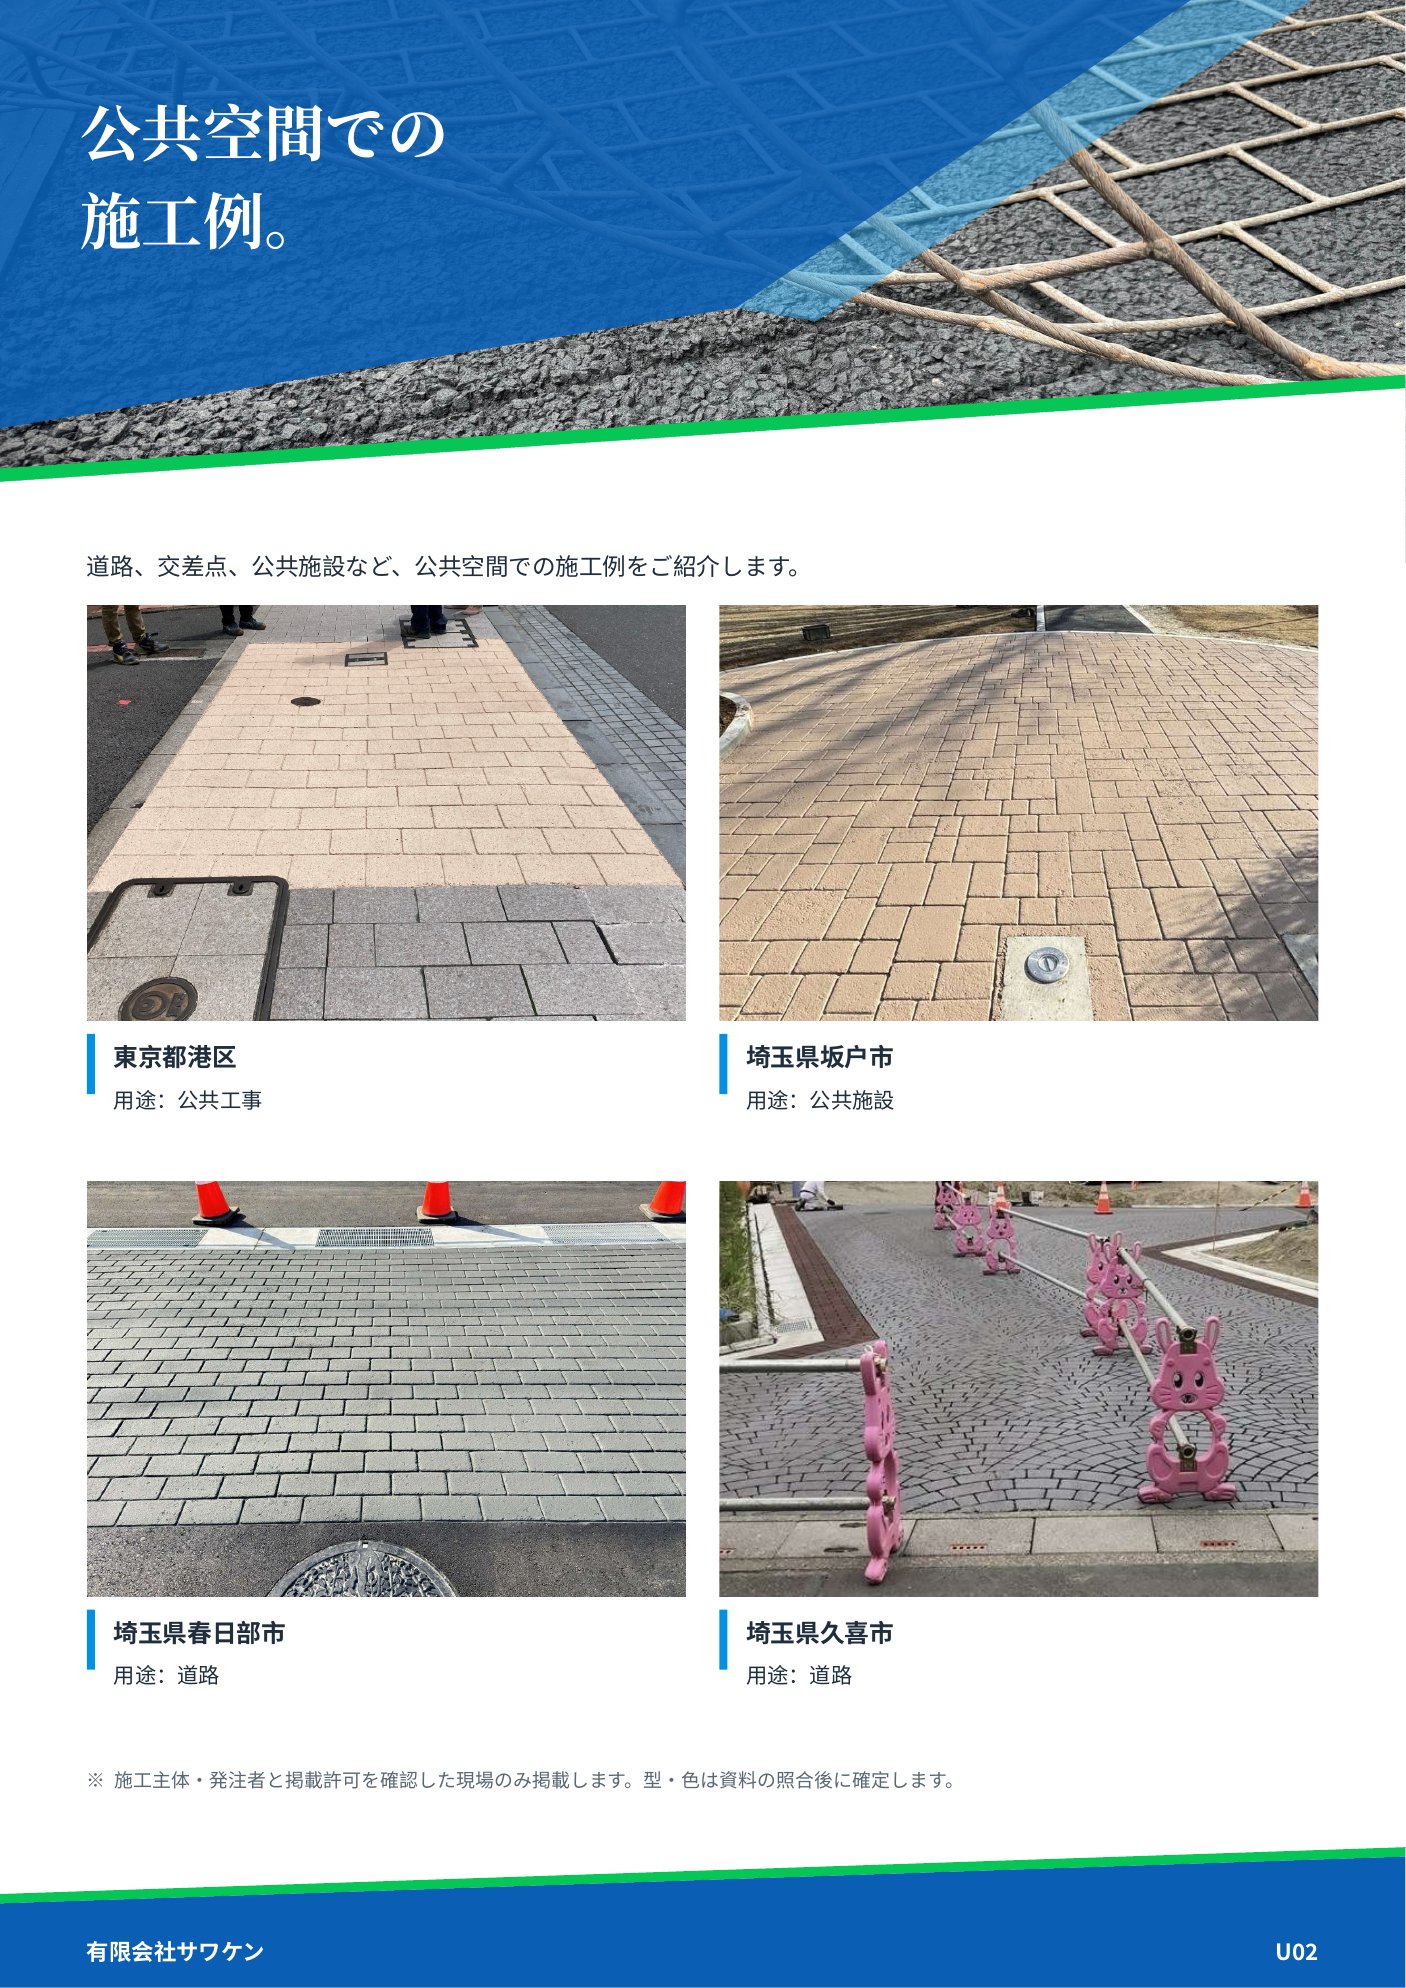 公共空間での
施工例。
道路、交差点、公共施設など、公共空間での施工例をご紹介します。
東京都港区
用途：公共工事
埼玉県坂戸市
用途：公共施設
埼玉県春日部市
用途：道路
埼玉県久喜市
用途：道路
※ 施工主体・発注者と掲載許可を確認した現場のみ掲載します。型・色は資料の照合後に確定します。
有限会社サワケン
U02